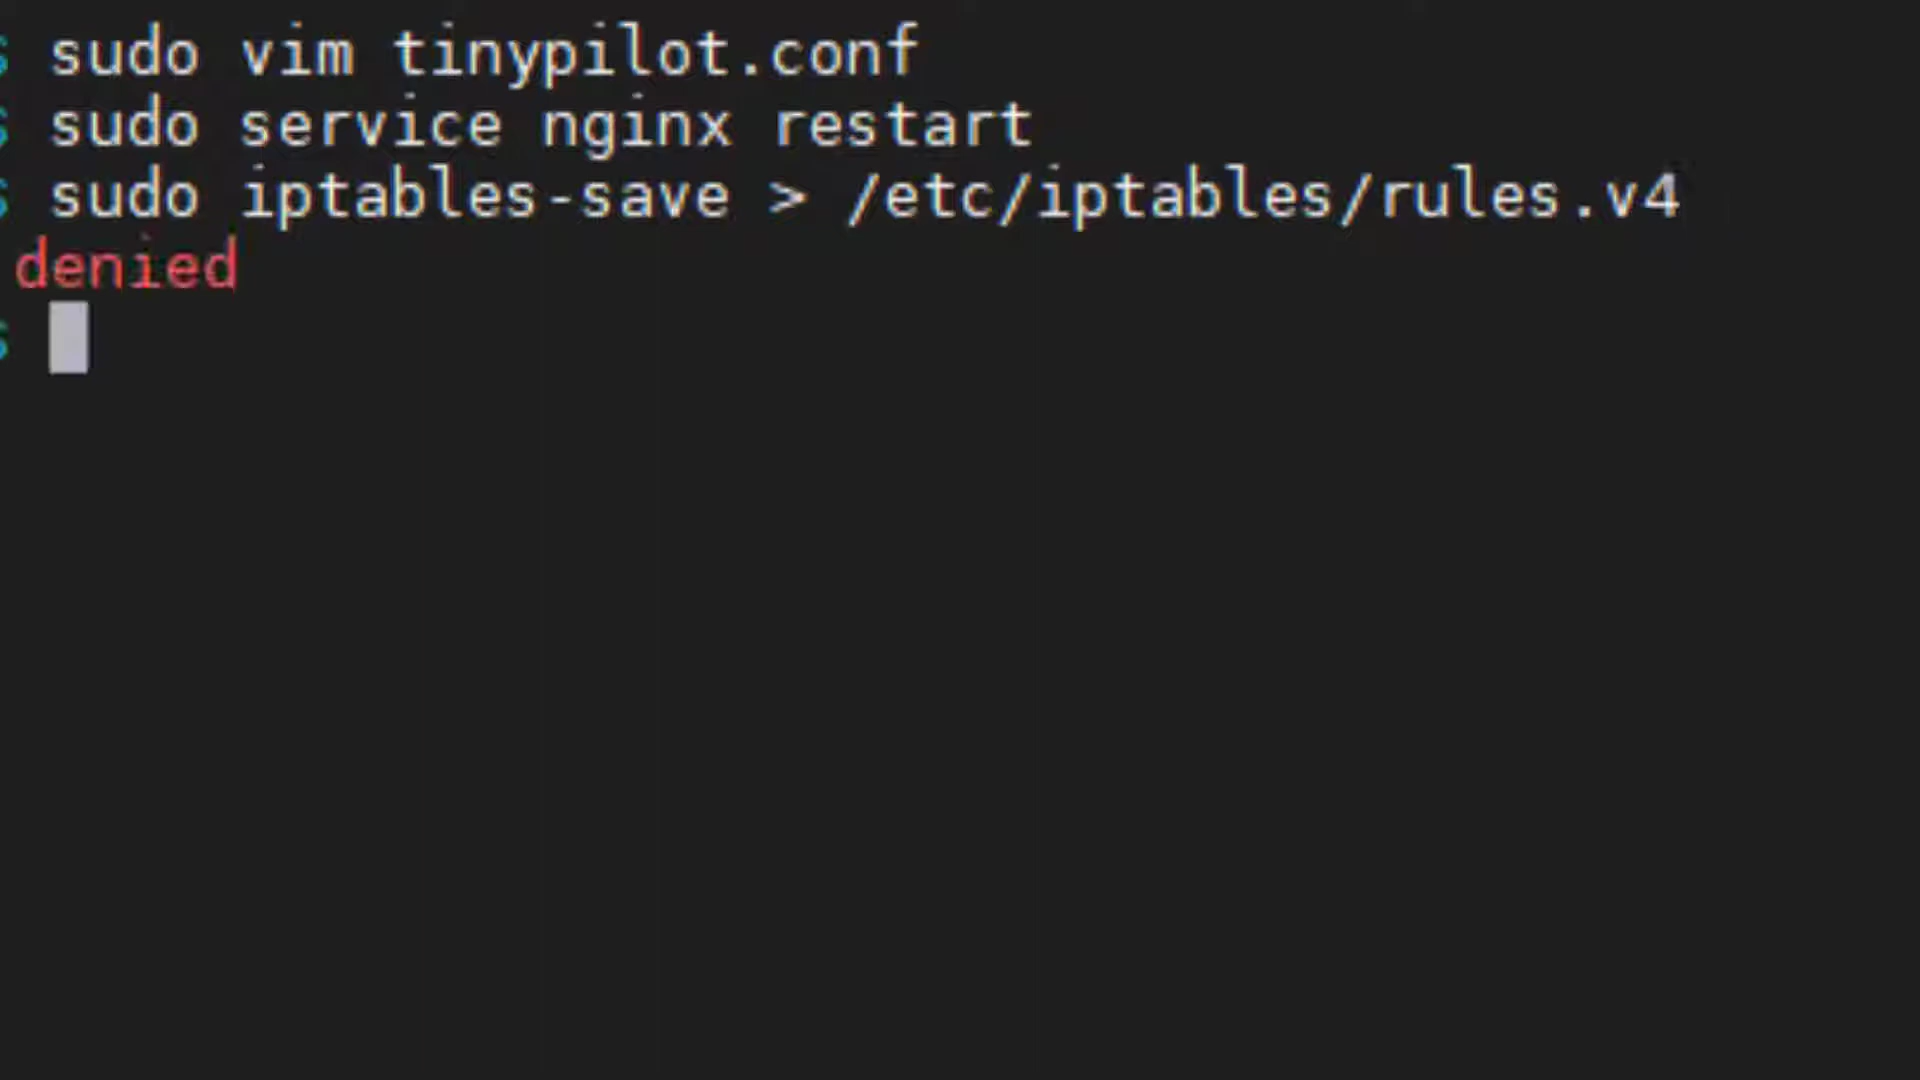 $ sudo vim tinypilot.conf
$ sudo service nginx restart
$ sudo iptables-save > /etc/iptables/rules.v4
denied
$